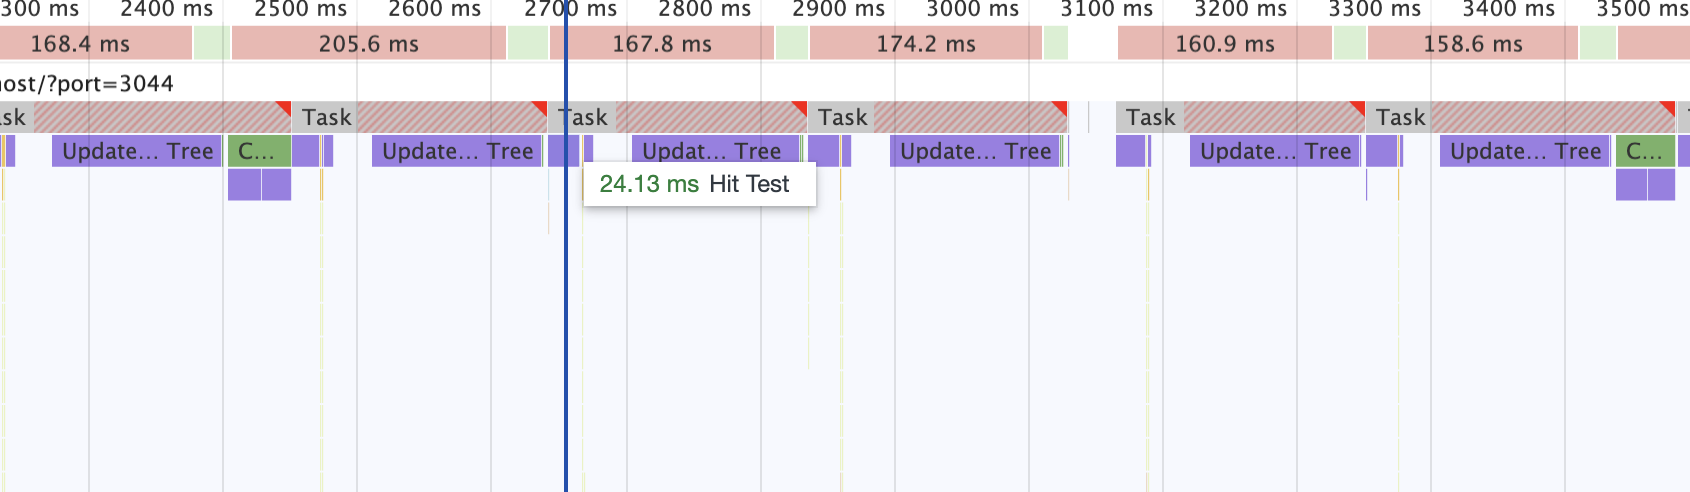 300 ms 2400 ms 2500 ms 2600 ms 2700 ms 2800 ms 2900 ms 3000 ms 3100 ms 3200 ms 3300 ms 3400 ms 3500 ms
168.4 ms 205.6 ms 167.8 ms 174.2 ms 160.9 ms 158.6 ms
ost/?port=3044
sk Task Task Task Task Task
Update… Tree C… Update… Tree Updat… Tree Update… Tree Update… Tree Update… Tree C…
24.13 ms Hit Test